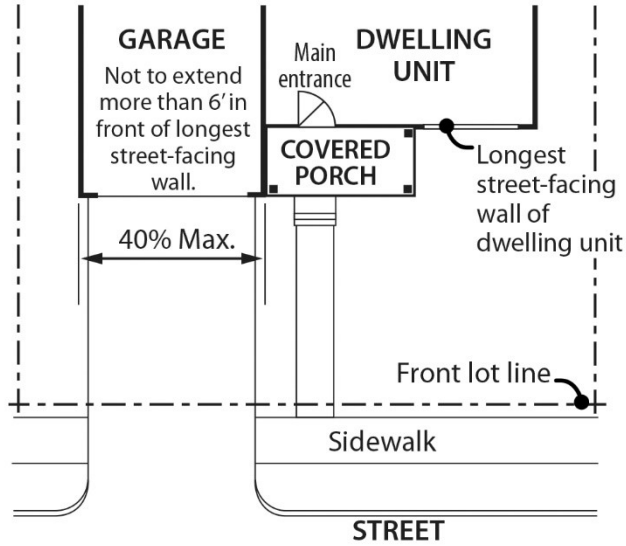 GARAGE
Not to extend
more than 6’ in
front of longest
street-facing
wall.
Main
entrance
DWELLING
UNIT
COVERED
PORCH
Longest
street-facing
wall of
dwelling unit
40% Max.
Front lot line
Sidewalk
STREET